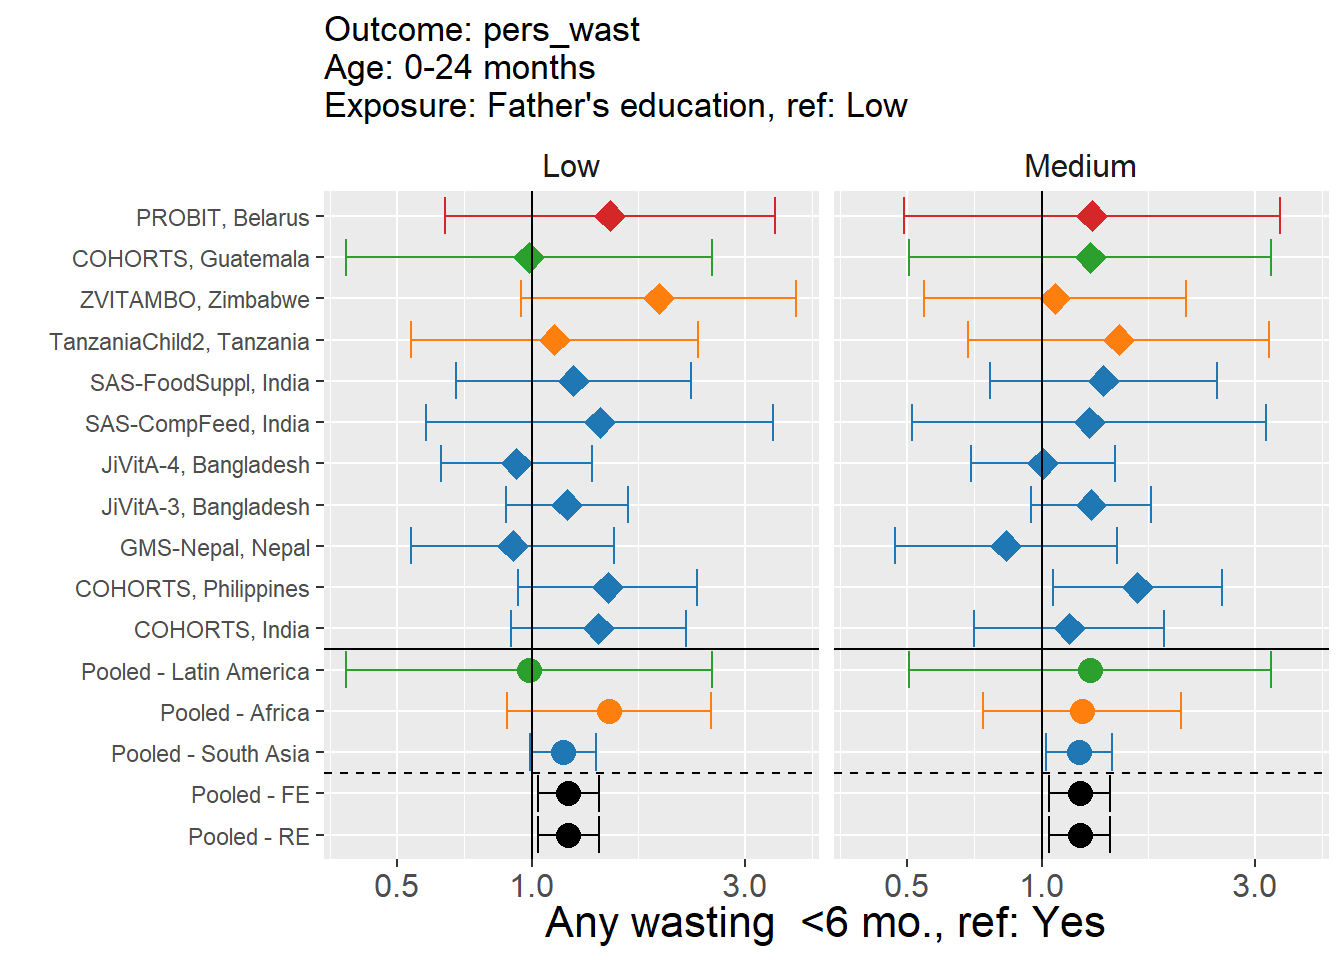 Outcome: pers_wast
Age: 0-24 months
Exposure: Father's education, ref: Low
Low
Medium
PROBIT, Belarus
COHORTS, Guatemala
ZVITAMBO, Zimbabwe
TanzaniaChild2, Tanzania
SAS-FoodSuppl, India
SAS-CompFeed, India
JiVitA-4, Bangladesh
JiVitA-3, Bangladesh
GMS-Nepal, Nepal
COHORTS, Philippines
COHORTS, India
Pooled - Latin America
Pooled - Africa
Pooled - South Asia
Pooled - FE
Pooled - RE
0.5 1.0 3.0 0.5 1.0 3.0
Any wasting  <6 mo., ref: Yes